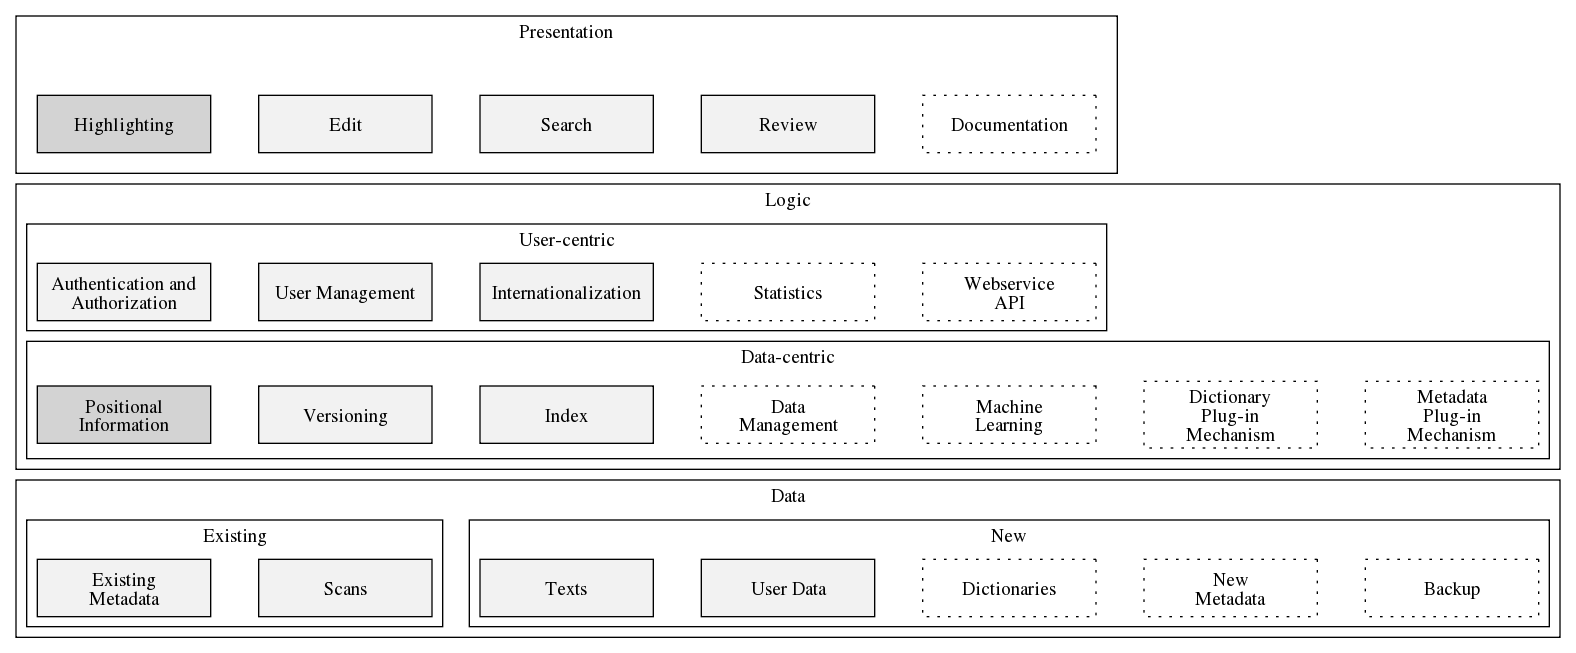 Presentation
Highlighting
Edit
Search
Review
Documentation
Logic
User-centric
Authentication and
Authorization
User Management
Internationalization
Statistics
Webservice
API
Data-centric
Positional
Information
Versioning
Index
Data
Management
Machine
Learning
Dictionary
Plug-in
Mechanism
Metadata
Plug-in
Mechanism
Data
Existing
Existing
Metadata
Scans
New
Texts
User Data
Dictionaries
New
Metadata
Backup